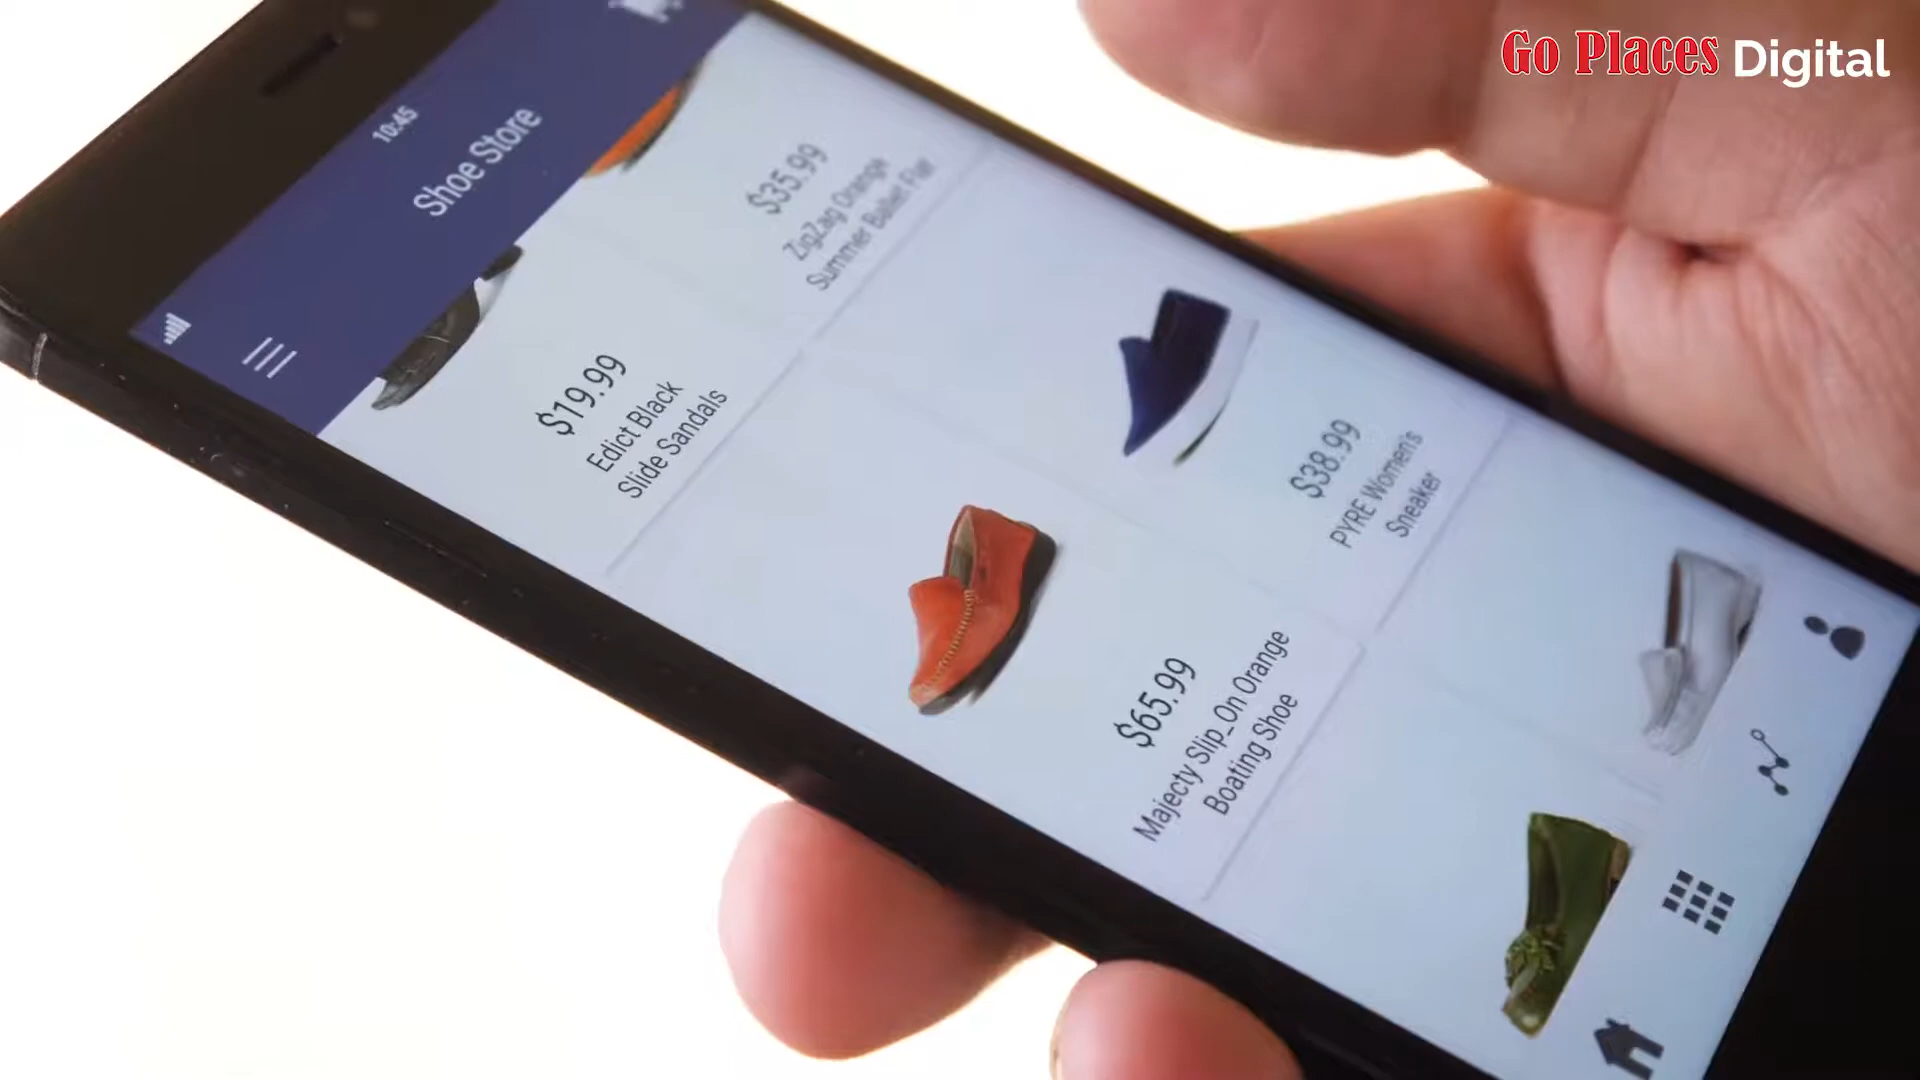 Go Places Digital
10:45
Shoe Store
$19.99
Edict Black
Slide Sandals
$35.99
ZigZag Orange
Summer Ballet Flat
$65.99
Majecty Slip_On Orange
Boating Shoe
$38.99
PYRE Women's
Sneaker